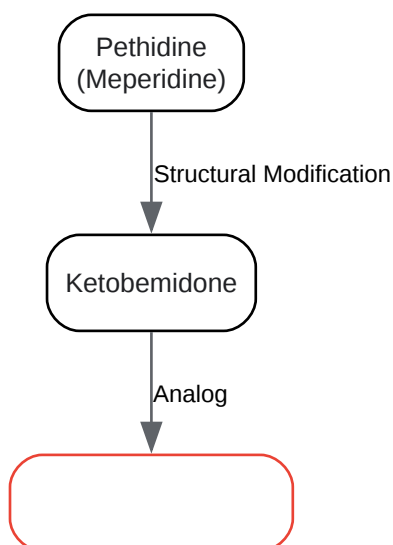 Pethidine
(Meperidine)
Structural Modification
Ketobemidone
Analog